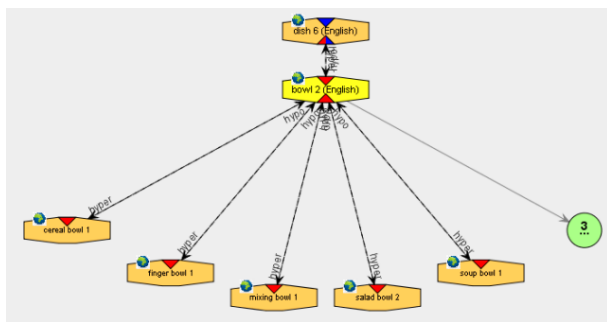 dish 6 (English)
hypo
bowl 2 (English)
hypo
hypo
hypo
hypo
hyper
cereal bowl 1
hyper
finger bowl 1
hyper
mixing bowl 1
hyper
salad bowl 2
hyper
soup bowl 1
3
...